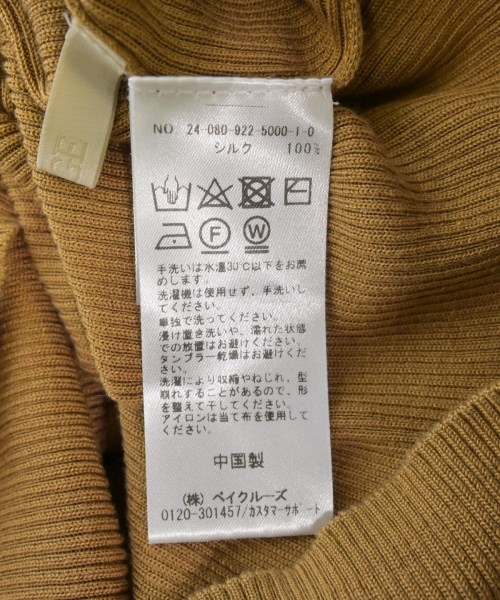 NO. 24-080-922-5000-1-0
シルク 100%
F
W
手洗いは水温30℃以下をお薦
めします。
洗濯機は使用せず、手洗いし
てください。
単独で洗ってください。
浸け置き洗いや、濡れた状態
での放置はお避けください。
タンブラー乾燥はお避けくだ
さい。
洗濯により収縮やねじれ、型
崩れすることがあるので、形
を整えて干してください。
アイロンは当て布を使用して
ください。
中国製
(株) ベイクルーズ
0120-301457/カスタマーサポート